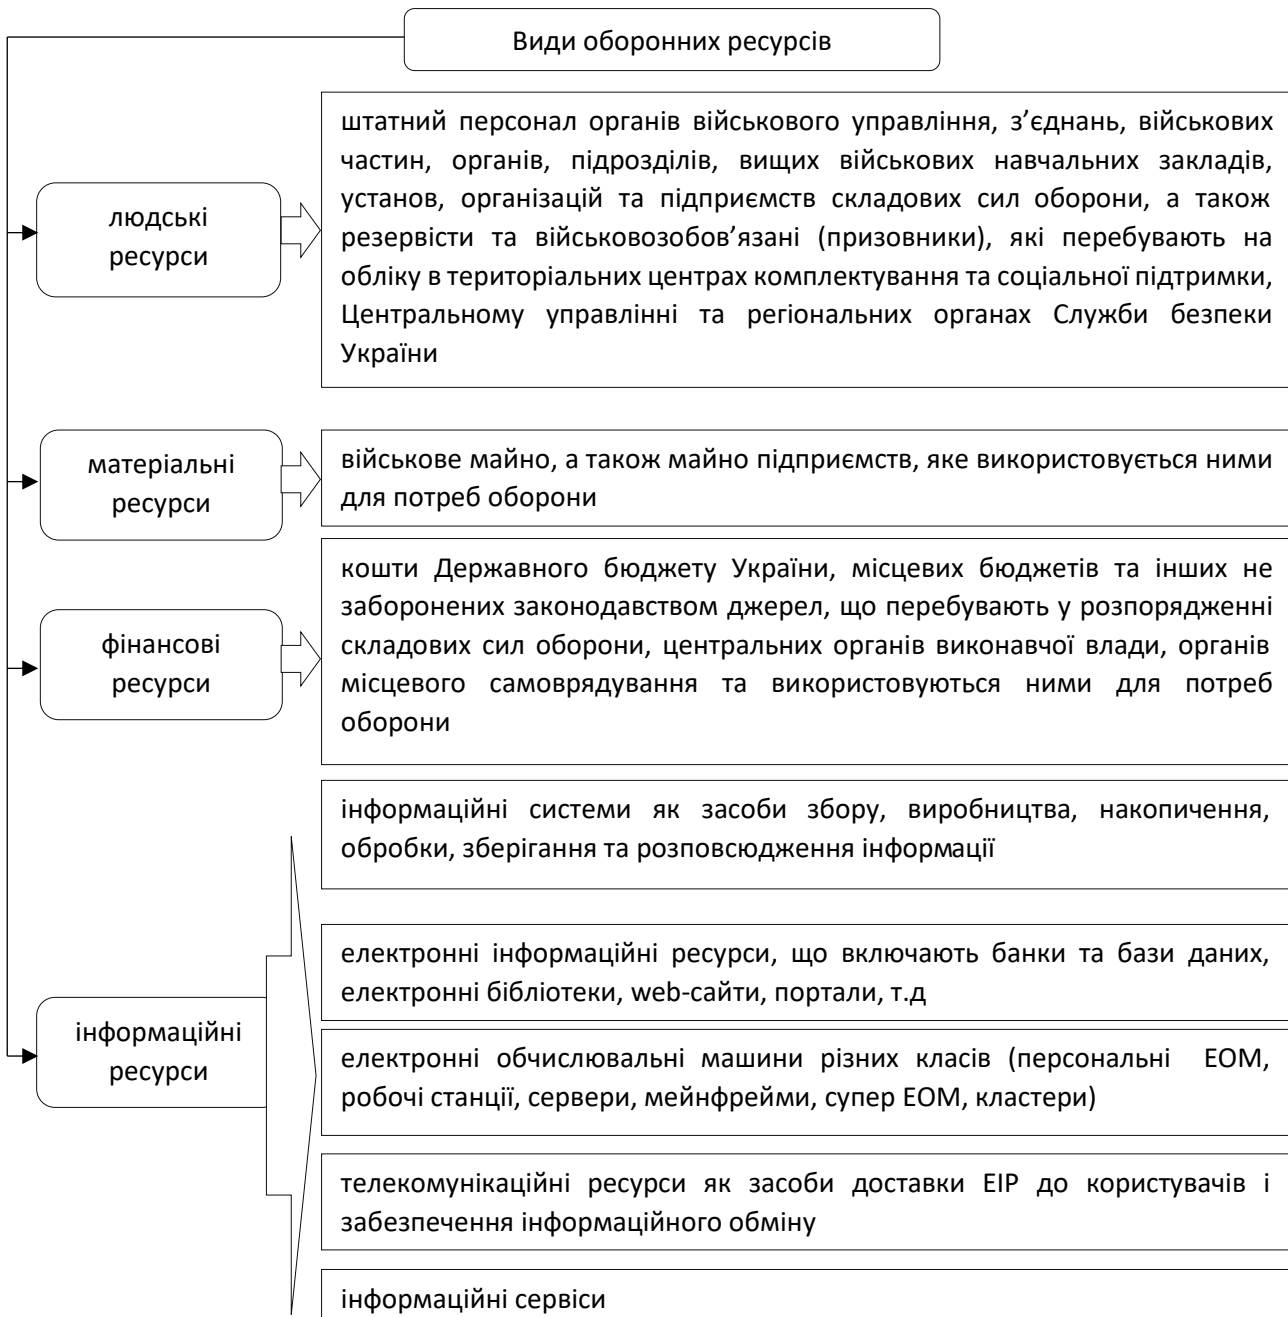 Види оборонних ресурсів
людські
ресурси
штатний персонал органів військового управління, з’єднань, військових
частин, органів, підрозділів, вищих військових навчальних закладів,
установ, організацій та підприємств складових сил оборони, а також
резервісти та військовозобов’язані (призовники), які перебувають на
обліку в територіальних центрах комплектування та соціальної підтримки,
Центральному управлінні та регіональних органах Служби безпеки
України
матеріальні
ресурси
військове майно, а також майно підприємств, яке використовується ними
для потреб оборони
фінансові
ресурси
кошти Державного бюджету України, місцевих бюджетів та інших не
заборонених законодавством джерел, що перебувають у розпорядженні
складових сил оборони, центральних органів виконавчої влади, органів
місцевого самоврядування та використовуються ними для потреб
оборони
інформаційні
ресурси
інформаційні системи як засоби збору, виробництва, накопичення,
обробки, зберігання та розповсюдження інформації
електронні інформаційні ресурси, що включають банки та бази даних,
електронні бібліотеки, web-сайти, портали, т.д
електронні обчислювальні машини різних класів (персональні ЕОМ,
робочі станції, сервери, мейнфрейми, супер ЕОМ, кластери)
телекомунікаційні ресурси як засоби доставки ЕІР до користувачів і
забезпечення інформаційного обміну
інформаційні сервіси